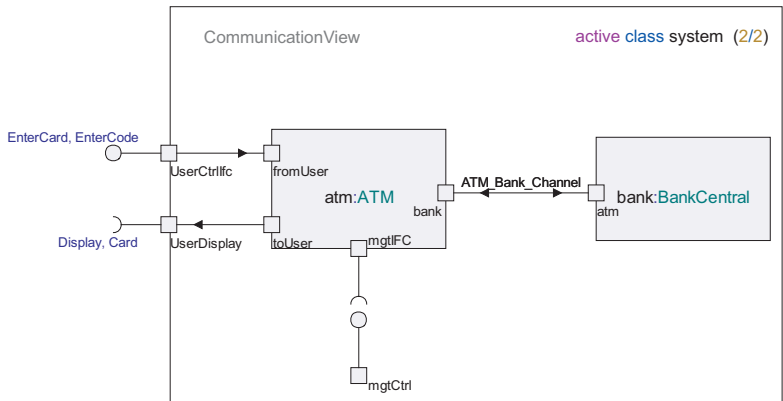 CommunicationView
active class system (2/2)
EnterCard, EnterCode
UserCtrlIfc
fromUser
atm:ATM
ATM_Bank_Channel
bank:BankCentral
bank
atm
Display, Card
UserDisplay
toUser
mgtIFC
mgtCtrl